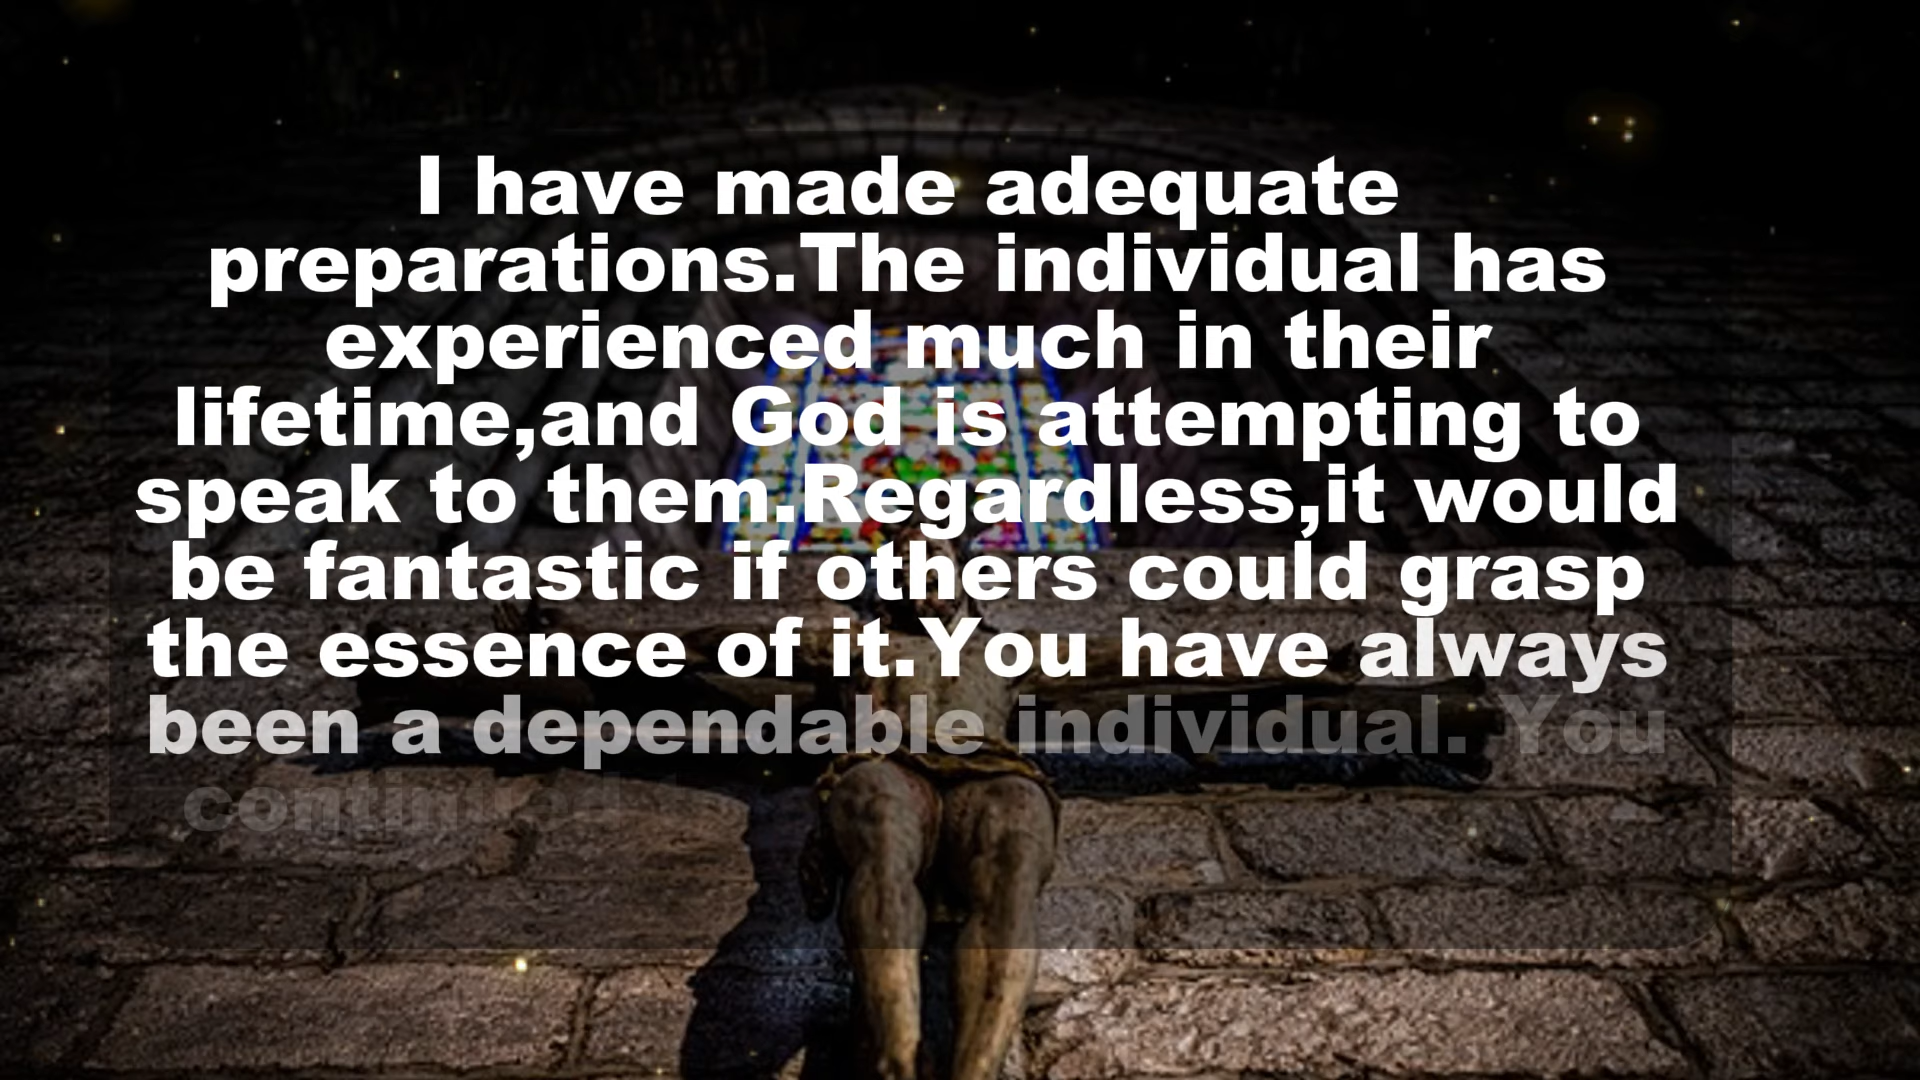 I have made adequate
preparations.The individual has
experienced much in their
lifetime,and God is attempting to
speak to them.Regardless,it would
be fantastic if others could grasp
the essence of it.You have always
been a dependable individual. You
continued